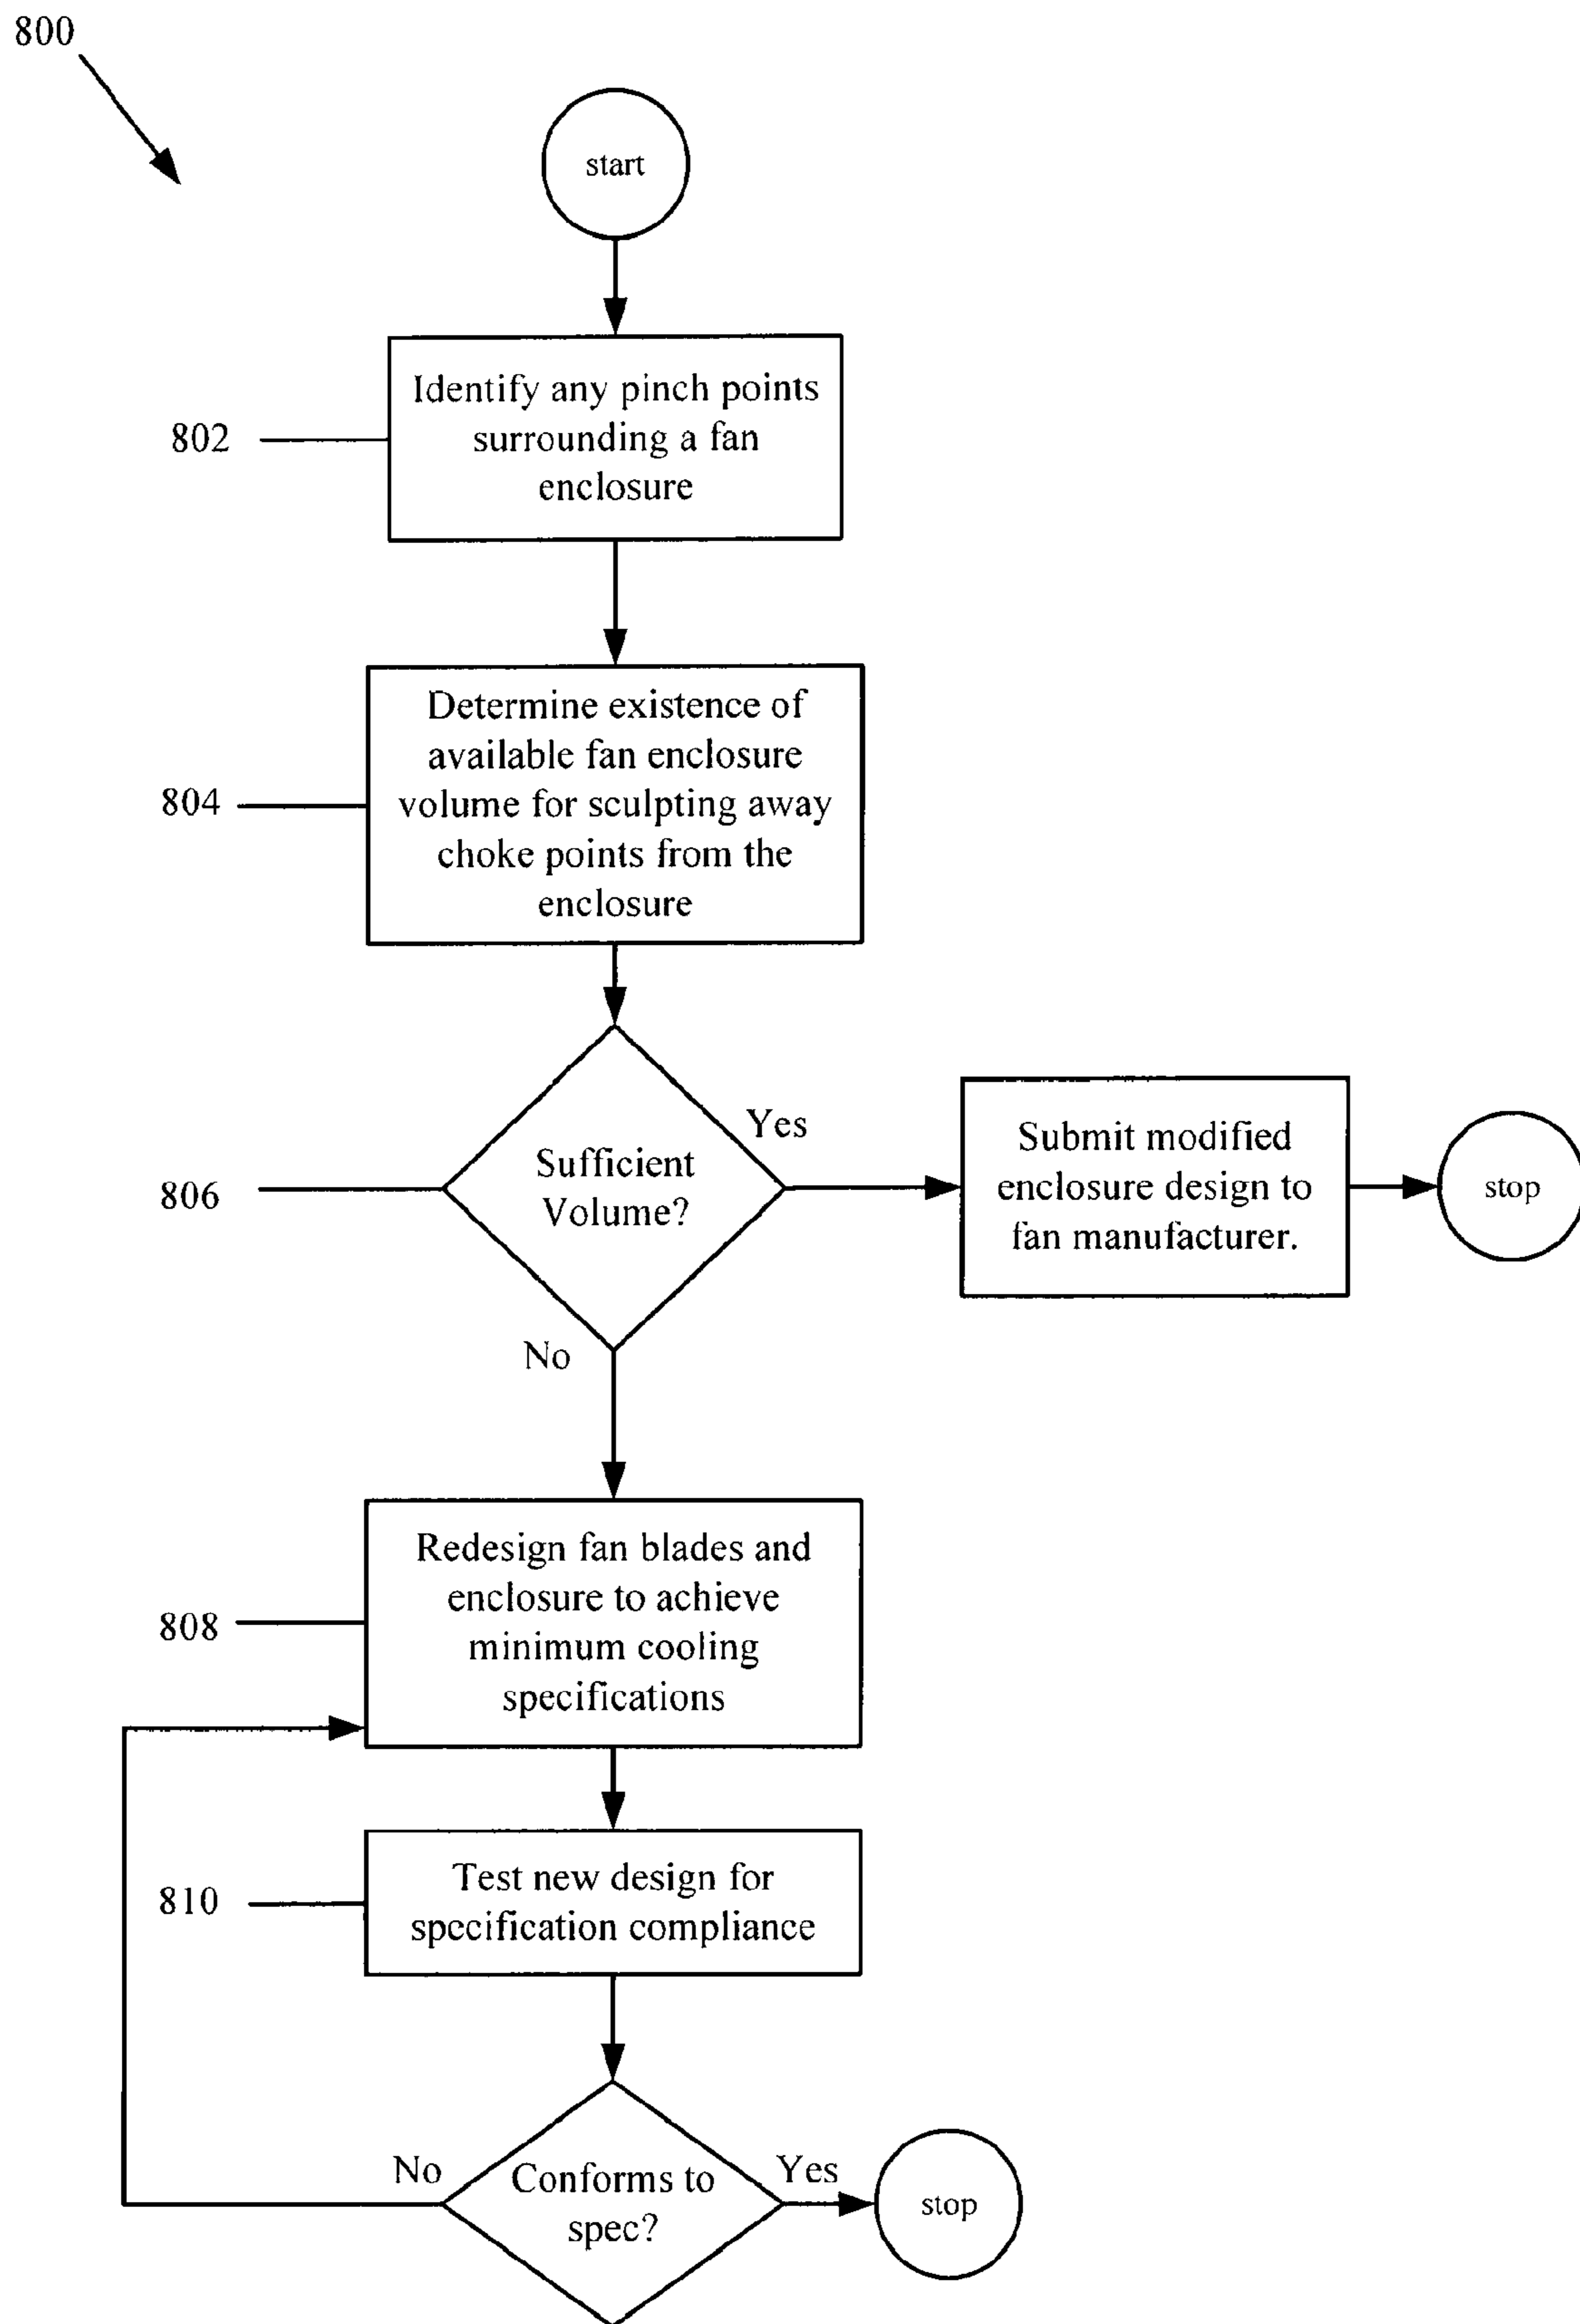 800
start
802
Identify any pinch points
surrounding a fan
enclosure
804
Determine existence of
available fan enclosure
volume for sculpting away
choke points from the
enclosure
806
Sufficient
Volume?
Yes
Submit modified
enclosure design to
fan manufacturer.
stop
No
808
Redesign fan blades and
enclosure to achieve
minimum cooling
specifications
810
Test new design for
specification compliance
No
Conforms to
spec?
Yes
stop